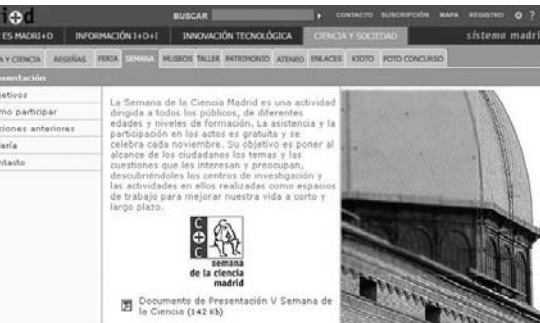 BUSCAR
CONTACTO SUSCRIPCIÓN MAPA REGISTRO ?
ES MADRI+D INFORMACIÓN I+D+I INNOVACIÓN TECNOLÓGICA CIENCIA Y SOCIEDAD sistema madri
A Y CIENCIA RESEÑAS FERIA SEMANA MUSEOS TALLER PATRIMONIO ATENEO ENLACES KIOTO FOTO CONCURSO
esentación
jetivos
mo participar
ciones anteriores
lería
ntacto
La Semana de la Ciencia Madrid es una actividad
dirigida a todos los públicos, de diferentes
edades y niveles de formación. La asistencia y la
participación en los actos es gratuita y se
celebra cada noviembre. Su objetivo es poner al
alcance de los ciudadanos los temas y las
cuestiones que les interesan y preocupan,
descubriéndoles los centros de investigación y
las actividades en ellos realizadas como espacios
de trabajo para mejorar nuestra vida a corto y
largo plazo.
semana
de la ciencia
madrid
Documento de Presentación V Semana de
la Ciencia (142 Kb)